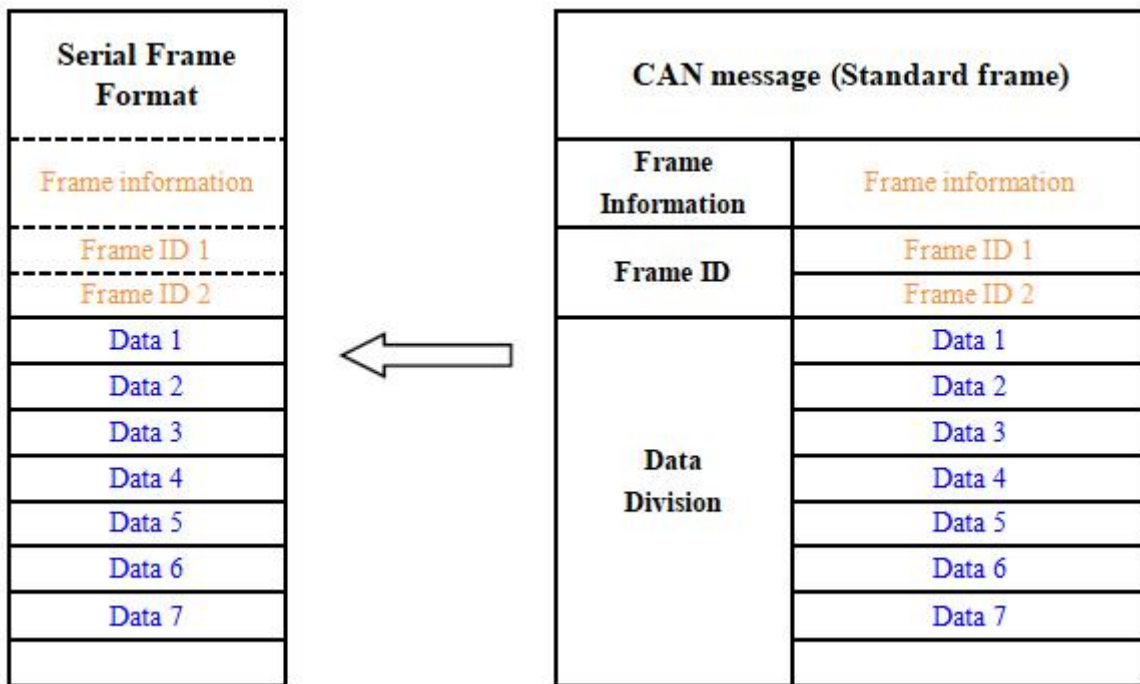 Serial Frame
Format
Frame information
Frame ID 1
Frame ID 2
Data 1
Data 2
Data 3
Data 4
Data 5
Data 6
Data 7
CAN message (Standard frame)
Frame
Information
Frame information
Frame ID
Frame ID 1
Frame ID 2
Data
Division
Data 1
Data 2
Data 3
Data 4
Data 5
Data 6
Data 7